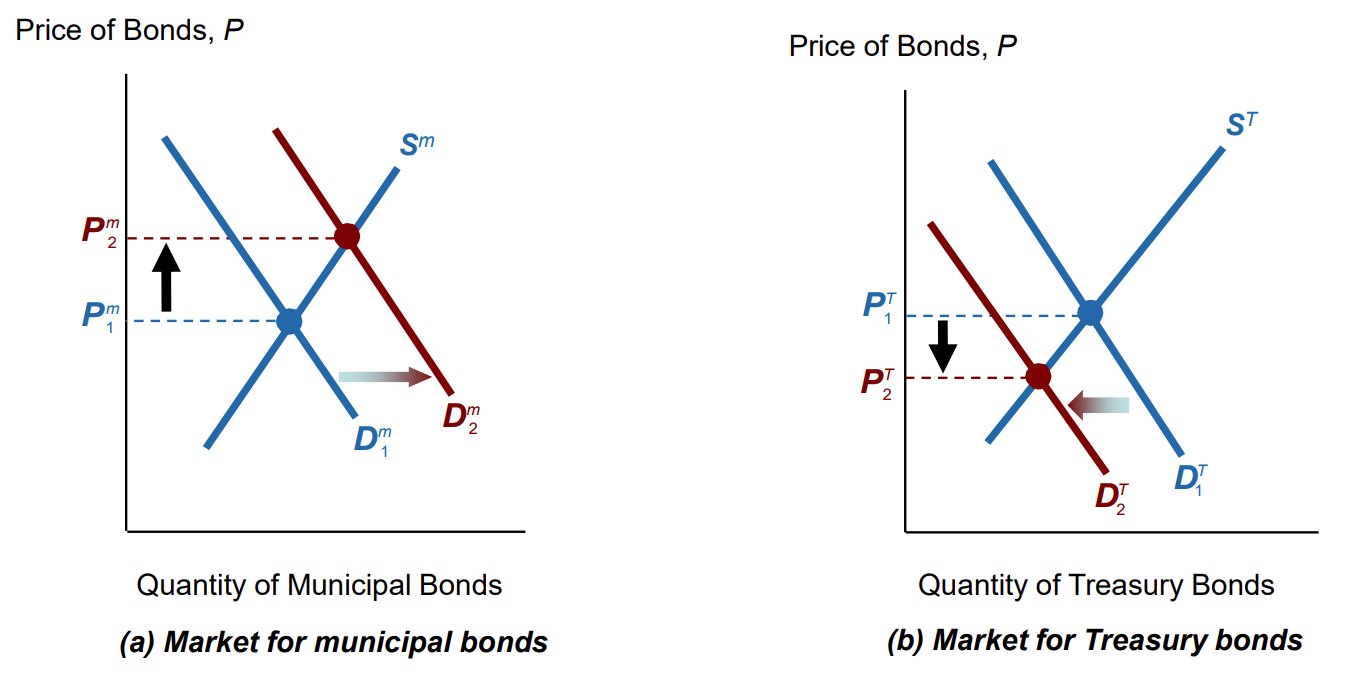 Price of Bonds, P
S^m
P_2^m
P_1^m
D_2^m
D_1^m
Quantity of Municipal Bonds
(a) Market for municipal bonds
Price of Bonds, P
S^T
P_1^T
P_2^T
D_1^T
D_2^T
Quantity of Treasury Bonds
(b) Market for Treasury bonds